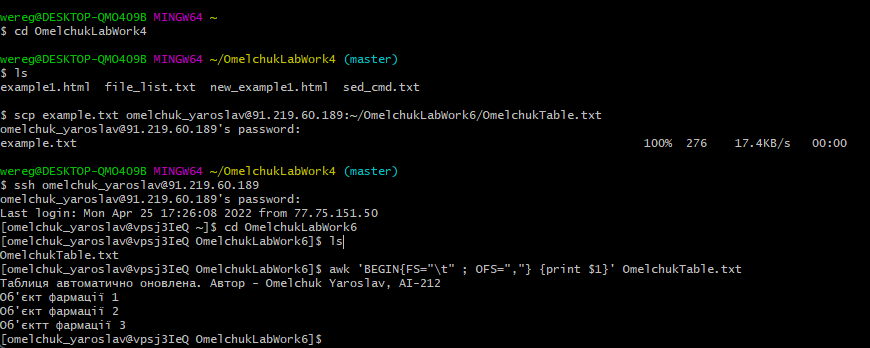 wereg@DESKTOP-QMO4O9B MINGW64 ~
$ cd OmelchukLabWork4
wereg@DESKTOP-QMO4O9B MINGW64 ~/OmelchukLabWork4 (master)
$ ls
example1.html  file_list.txt  new_example1.html  sed_cmd.txt
$ scp example.txt omelchuk_yaroslav@91.219.60.189:~/OmelchukLabWork6/OmelchukTable.txt
omelchuk_yaroslav@91.219.60.189's password:
example.txt 100% 276 17.4KB/s 00:00
wereg@DESKTOP-QMO4O9B MINGW64 ~/OmelchukLabWork4 (master)
$ ssh omelchuk_yaroslav@91.219.60.189
omelchuk_yaroslav@91.219.60.189's password:
Last login: Mon Apr 25 17:26:08 2022 from 77.75.151.50
[omelchuk_yaroslav@vpsj3IeQ ~]$ cd OmelchukLabWork6
[omelchuk_yaroslav@vpsj3IeQ OmelchukLabWork6]$ ls
OmelchukTable.txt
[omelchuk_yaroslav@vpsj3IeQ OmelchukLabWork6]$ awk 'BEGIN{FS="\t" ; OFS=","} {print $1}' OmelchukTable.txt
Таблиця автоматично оновлена. Автор - Omelchuk Yaroslav, AI-212
Об'єкт фармації 1
Об'єкт фармації 2
Об'єктт фармації 3
[omelchuk_yaroslav@vpsj3IeQ OmelchukLabWork6]$